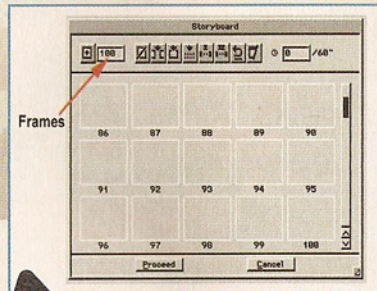 Storyboard
100 0 /60"
Frames
86 87 88 89 90
91 92 93 94 95
96 97 98 99 100
Proceed Cancel